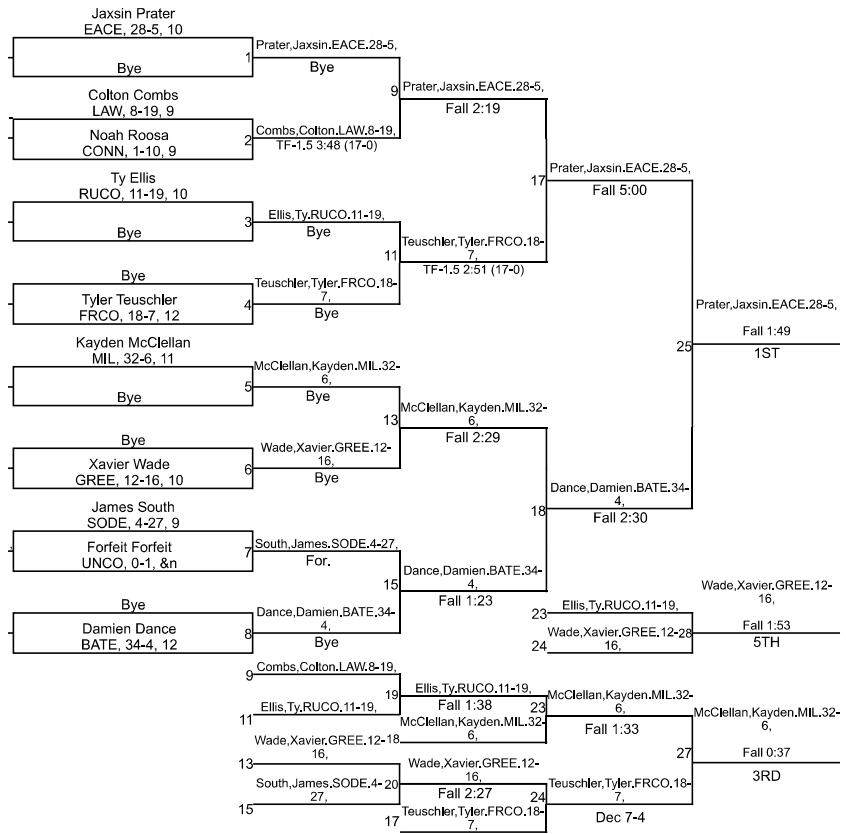 Jaxsin Prater
EACE, 28-5, 10
1
Bye
Colton Combs
LAW, 8-19, 9
Noah Roosa
2
CONN, 1-10, 9
Ty Ellis
RUCO, 11-19, 10
3
Bye
Bye
Tyler Teuschler
4
FRCO, 18-7, 12
Kayden McClellan
MIL, 32-6, 11
5
Bye
Bye
Xavier Wade
6
GREE, 12-16, 10
James South
SODE, 4-27, 9
Forfeit Forfeit
7
UNCO, 0-1, &n
Bye
Damien Dance
8
BATE, 34-4, 12
Prater,Jaxsin.EACE.28-5,
Bye
9
Combs,Colton.LAW.8-19,
TF-1.5 3:48 (17-0)
Ellis,Ty.RUCO.11-19,
Bye
11
Teuschler,Tyler.FRCO.18-
7,
Bye
McClellan,Kayden.MIL.32-
6,
Bye
13
Wade,Xavier.GREE.12-
16,
Bye
South,James.SODE.4-27,
For.
15
Dance,Damien.BATE.34-
4,
Bye
Prater,Jaxsin.EACE.28-5,
Fall 2:19
17
Teuschler,Tyler.FRCO.18-
7,
TF-1.5 2:51 (17-0)
McClellan,Kayden.MIL.32-
6,
Fall 2:29
18
Dance,Damien.BATE.34-
4,
Fall 1:23
Prater,Jaxsin.EACE.28-5,
Fall 5:00
25
Dance,Damien.BATE.34-
4,
Fall 2:30
Prater,Jaxsin.EACE.28-5,
Fall 1:49
1ST
23
Ellis,Ty.RUCO.11-19,
24
Wade,Xavier.GREE.12-
16,
28
Wade,Xavier.GREE.12-
16,
Fall 1:53
5TH
9
Combs,Colton.LAW.8-19,
11
Ellis,Ty.RUCO.11-19,
19
13
Wade,Xavier.GREE.12-
16,
15
South,James.SODE.4-
27,
20
Ellis,Ty.RUCO.11-19,
Fall 1:38
23
18
McClellan,Kayden.MIL.32-
6,
Wade,Xavier.GREE.12-
16,
Fall 2:27
24
17
Teuschler,Tyler.FRCO.18-
7,
McClellan,Kayden.MIL.32-
6,
Fall 1:33
27
Teuschler,Tyler.FRCO.18-
7,
Dec 7-4
McClellan,Kayden.MIL.32-
6,
Fall 0:37
3RD